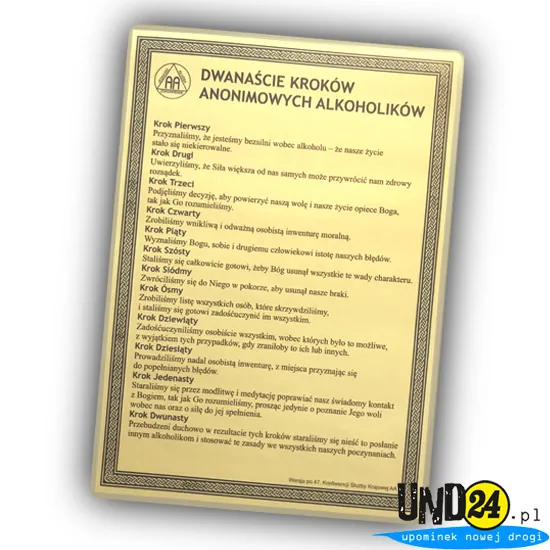 AA
DWANAŚCIE KROKÓW
ANONIMOWYCH ALKOHOLIKÓW
Krok Pierwszy
Przyznaliśmy, że jesteśmy bezsilni wobec alkoholu – że nasze życie
stało się niekierowalne.
Krok Drugi
Uwierzyliśmy, że Siła większa od nas samych może przywrócić nam zdrowy
rozsądek.
Krok Trzeci
Podjęliśmy decyzję, aby powierzyć naszą wolę i nasze życie opiece Boga,
tak jak Go rozumieliśmy.
Krok Czwarty
Zrobiliśmy wnikliwą i odważną osobistą inwenturę moralną.
Krok Piąty
Wyznaliśmy Bogu, sobie i drugiemu człowiekowi istotę naszych błędów.
Krok Szósty
Staliśmy się całkowicie gotowi, żeby Bóg usunął wszystkie te wady charakteru.
Krok Siódmy
Zwróciliśmy się do Niego w pokorze, aby usunął nasze braki.
Krok Ósmy
Zrobiliśmy listę wszystkich osób, które skrzywdziliśmy,
i staliśmy się gotowi zadośćuczynić im wszystkim.
Krok Dziewiąty
Zadośćuczyniliśmy osobiście wszystkim, wobec których było to możliwe,
z wyjątkiem tych przypadków, gdy zraniłoby to ich lub innych.
Krok Dziesiąty
Prowadziliśmy nadal osobistą inwenturę, z miejsca przyznając się
do popełnianych błędów.
Krok Jedenasty
Staraliśmy się przez modlitwę i medytację poprawiać nasz świadomy kontakt
z Bogiem, tak jak Go rozumieliśmy, prosząc jedynie o poznanie Jego woli
wobec nas oraz o siłę do jej spełnienia.
Krok Dwunasty
Przebudzeni duchowo w rezultacie tych kroków staraliśmy się nieść to posłanie
innym alkoholikom i stosować te zasady we wszystkich naszych poczynaniach.
Wersja po 47. Konferencji Służby Krajowej AA
UND24.pl
upominek nowej drogi